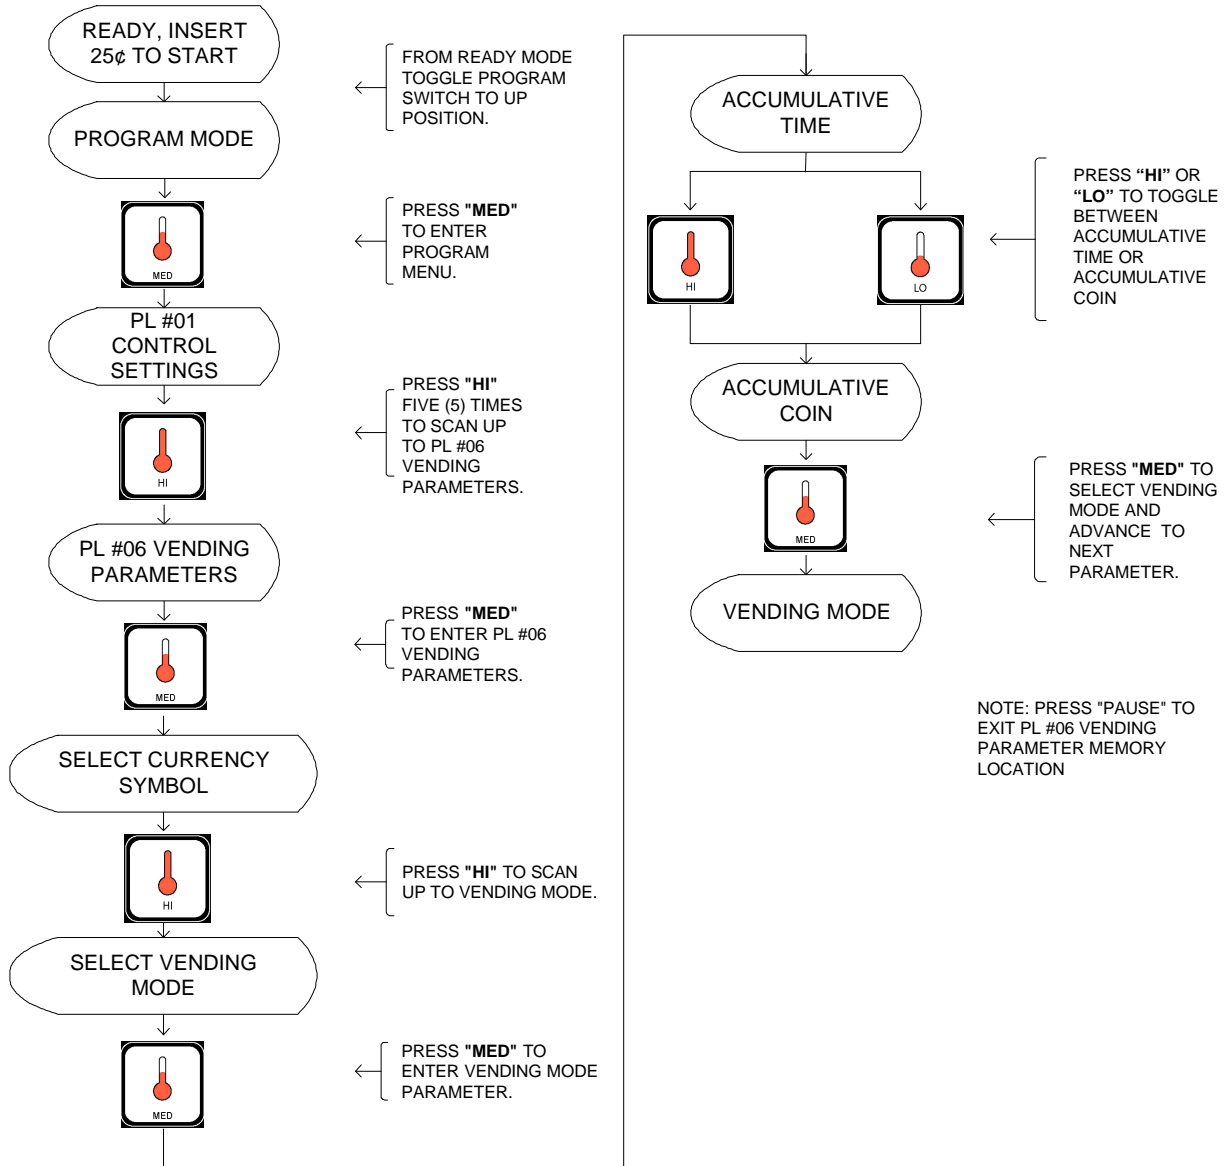 READY, INSERT
25¢ TO START
FROM READY MODE
TOGGLE PROGRAM
SWITCH TO UP
POSITION.
PROGRAM MODE
MED
PRESS "MED"
TO ENTER
PROGRAM
MENU.
PL #01
CONTROL
SETTINGS
HI
PRESS "HI"
FIVE (5) TIMES
TO SCAN UP
TO PL #06
VENDING
PARAMETERS.
PL #06 VENDING
PARAMETERS
MED
PRESS "MED"
TO ENTER PL #06
VENDING
PARAMETERS.
SELECT CURRENCY
SYMBOL
HI
PRESS "HI" TO SCAN
UP TO VENDING MODE.
SELECT VENDING
MODE
MED
PRESS "MED" TO
ENTER VENDING MODE
PARAMETER.
ACCUMULATIVE
TIME
HI
LO
PRESS “HI” OR
“LO” TO TOGGLE
BETWEEN
ACCUMULATIVE
TIME OR
ACCUMULATIVE
COIN
ACCUMULATIVE
COIN
MED
PRESS "MED" TO
SELECT VENDING
MODE AND
ADVANCE TO
NEXT
PARAMETER.
VENDING MODE
NOTE: PRESS "PAUSE" TO
EXIT PL #06 VENDING
PARAMETER MEMORY
LOCATION